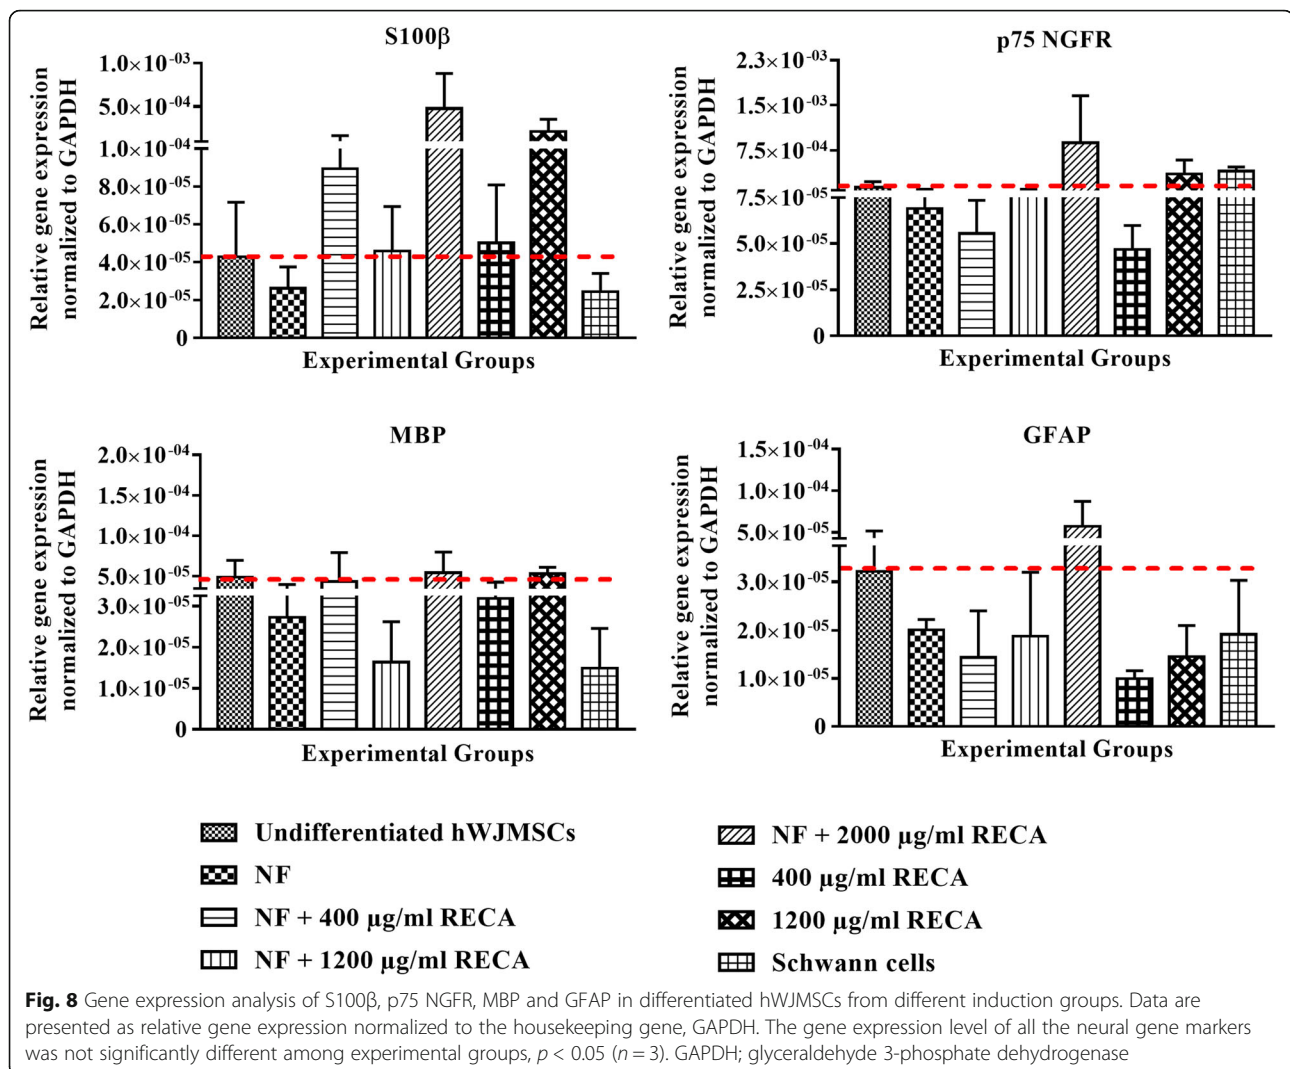 S100β
Relative gene expression
normalized to GAPDH
1.0×10⁻⁰³
5.0×10⁻⁰⁴
1.0×10⁻⁰⁴
8.0×10⁻⁰⁵
6.0×10⁻⁰⁵
4.0×10⁻⁰⁵
2.0×10⁻⁰⁵
0
Experimental Groups
p75 NGFR
Relative gene expression
normalized to GAPDH
2.3×10⁻⁰³
1.5×10⁻⁰³
7.5×10⁻⁰⁴
7.5×10⁻⁰⁵
5.0×10⁻⁰⁵
2.5×10⁻⁰⁵
0
Experimental Groups
MBP
Relative gene expression
normalized to GAPDH
2.0×10⁻⁰⁴
1.5×10⁻⁰⁴
1.0×10⁻⁰⁴
5.0×10⁻⁰⁵
3.0×10⁻⁰⁵
2.0×10⁻⁰⁵
1.0×10⁻⁰⁵
0
Experimental Groups
GFAP
Relative gene expression
normalized to GAPDH
1.5×10⁻⁰⁴
1.0×10⁻⁰⁴
5.0×10⁻⁰⁵
3.0×10⁻⁰⁵
2.0×10⁻⁰⁵
1.0×10⁻⁰⁵
0
Experimental Groups
Undifferentiated hWJMSCs
NF
NF + 400 µg/ml RECA
NF + 1200 µg/ml RECA
NF + 2000 µg/ml RECA
400 µg/ml RECA
1200 µg/ml RECA
Schwann cells
Fig. 8 Gene expression analysis of S100β, p75 NGFR, MBP and GFAP in differentiated hWJMSCs from different induction groups. Data are
presented as relative gene expression normalized to the housekeeping gene, GAPDH. The gene expression level of all the neural gene markers
was not significantly different among experimental groups, p < 0.05 (n = 3). GAPDH; glyceraldehyde 3-phosphate dehydrogenase